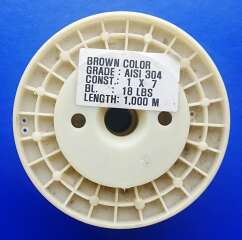 BROWN COLOR
GRADE : AISI 304
CONST.: 1 X 7
BL. : 18 LBS
LENGTH: 1,000 M